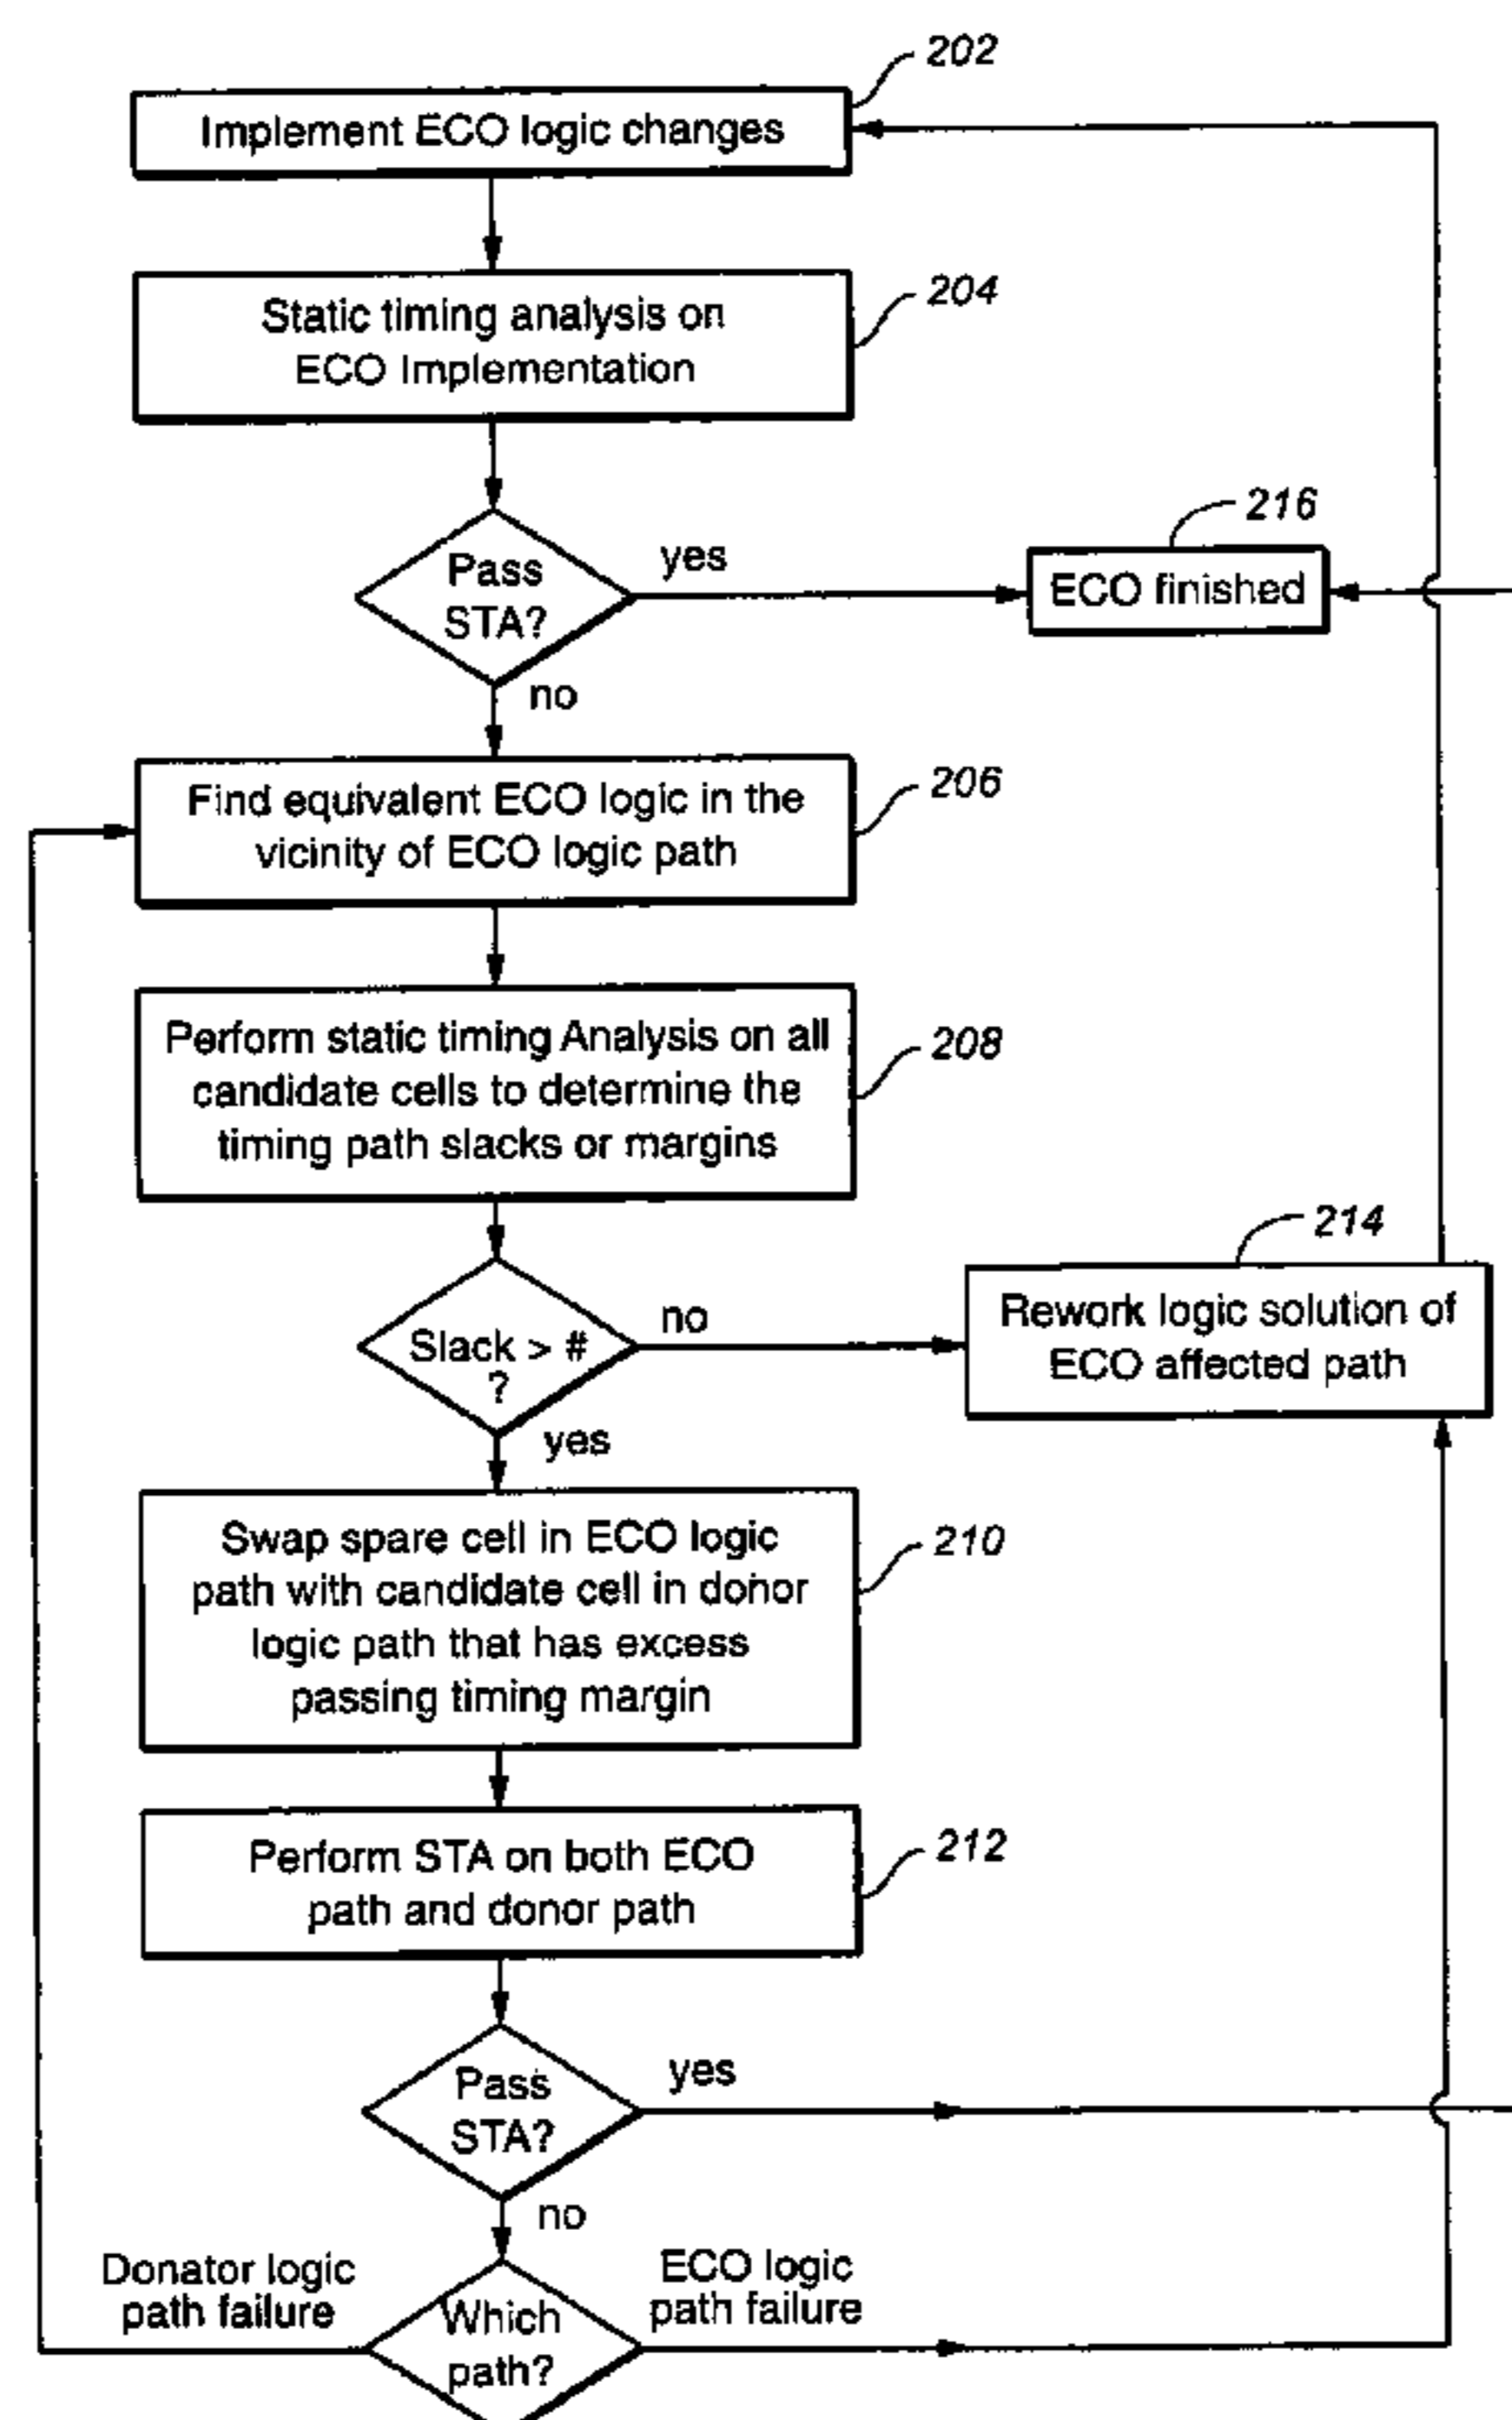 202
Implement ECO logic changes
204
Static timing analysis on
ECO Implementation
216
Pass
STA?
yes
ECO finished
no
206
Find equivalent ECO logic in the
vicinity of ECO logic path
208
Perform static timing Analysis on all
candidate cells to determine the
timing path slacks or margins
214
Slack > #
?
no
Rework logic solution of
ECO affected path
yes
210
Swap spare cell in ECO logic
path with candidate cell in donor
logic path that has excess
passing timing margin
212
Perform STA on both ECO
path and donor path
Pass
STA?
yes
no
Donator logic
path failure
ECO logic
path failure
Which
path?